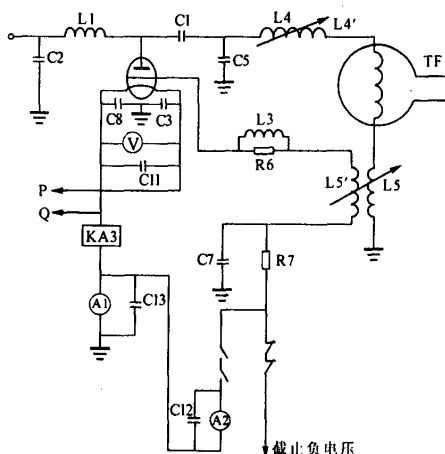 L1
C1
L4
L4'
C2
C5
TF
C8
C3
L3
V
R6
C11
L5'
L5
P
Q
KA3
C7
R7
A1
C13
C12
A2
截止负电压